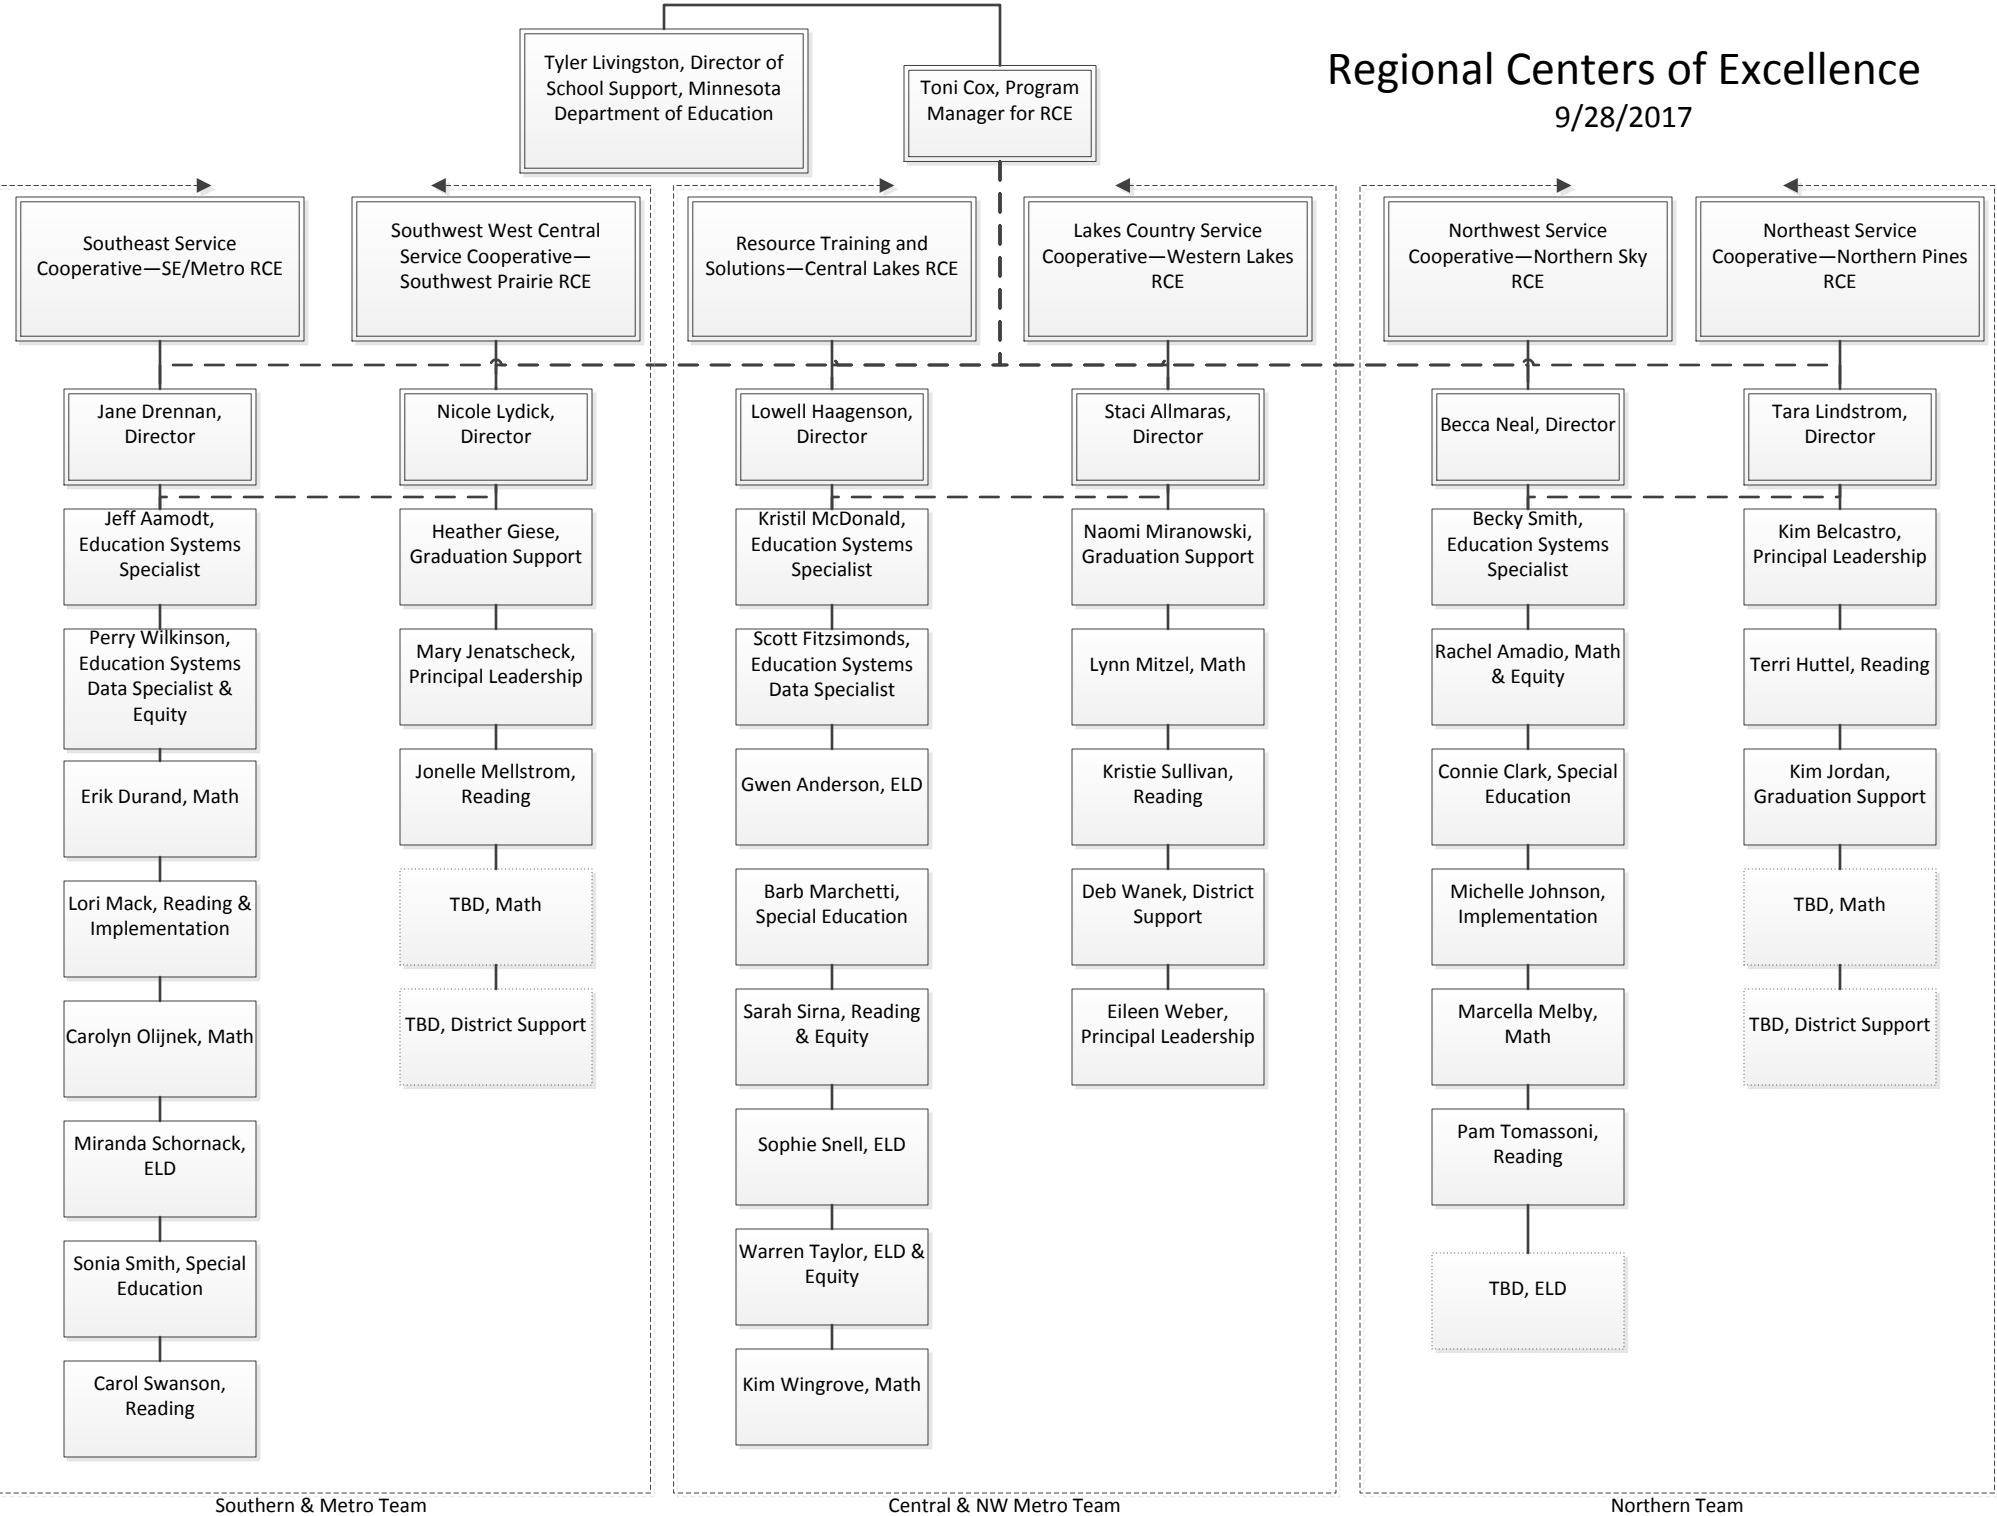 Tyler Livingston, Director of
School Support, Minnesota
Department of Education
Toni Cox, Program
Manager for RCE
Regional Centers of Excellence
9/28/2017
Southeast Service
Cooperative—SE/Metro RCE
Southwest West Central
Service Cooperative—
Southwest Prairie RCE
Resource Training and
Solutions—Central Lakes RCE
Lakes Country Service
Cooperative—Western Lakes
RCE
Northwest Service
Cooperative—Northern Sky
RCE
Northeast Service
Cooperative—Northern Pines
RCE
Jane Drennan,
Director
Nicole Lydick,
Director
Lowell Haagenson,
Director
Staci Allmaras,
Director
Becca Neal, Director
Tara Lindstrom,
Director
Jeff Aamodt,
Education Systems
Specialist
Perry Wilkinson,
Education Systems
Data Specialist &
Equity
Erik Durand, Math
Lori Mack, Reading &
Implementation
Carolyn Olijnek, Math
Miranda Schornack,
ELD
Sonia Smith, Special
Education
Carol Swanson,
Reading
Heather Giese,
Graduation Support
Mary Jenatscheck,
Principal Leadership
Jonelle Mellstrom,
Reading
TBD, Math
TBD, District Support
Kristil McDonald,
Education Systems
Specialist
Scott Fitzsimonds,
Education Systems
Data Specialist
Gwen Anderson, ELD
Barb Marchetti,
Special Education
Sarah Sirna, Reading
& Equity
Sophie Snell, ELD
Warren Taylor, ELD &
Equity
Kim Wingrove, Math
Naomi Miranowski,
Graduation Support
Lynn Mitzel, Math
Kristie Sullivan,
Reading
Deb Wanek, District
Support
Eileen Weber,
Principal Leadership
Becky Smith,
Education Systems
Specialist
Rachel Amadio, Math
& Equity
Connie Clark, Special
Education
Michelle Johnson,
Implementation
Marcella Melby,
Math
Pam Tomassoni,
Reading
TBD, ELD
Kim Belcastro,
Principal Leadership
Terri Huttel, Reading
Kim Jordan,
Graduation Support
TBD, Math
TBD, District Support
Southern & Metro Team
Central & NW Metro Team
Northern Team